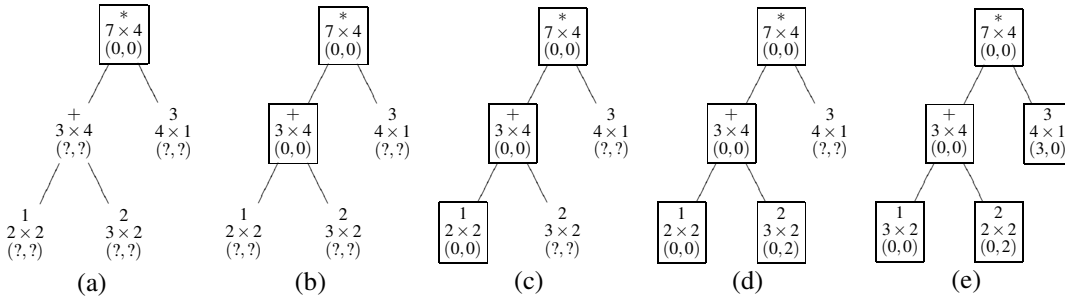 *
7 × 4
(0,0)
+
3 × 4
(?,?)
3
4 × 1
(?,?)
1
2 × 2
(?,?)
2
3 × 2
(?,?)
(a)
*
7 × 4
(0,0)
+
3 × 4
(0,0)
3
4 × 1
(?,?)
1
2 × 2
(?,?)
2
3 × 2
(?,?)
(b)
*
7 × 4
(0,0)
+
3 × 4
(0,0)
3
4 × 1
(?,?)
1
2 × 2
(0,0)
2
3 × 2
(?,?)
(c)
*
7 × 4
(0,0)
+
3 × 4
(0,0)
3
4 × 1
(?,?)
1
2 × 2
(0,0)
2
3 × 2
(0,2)
(d)
*
7 × 4
(0,0)
+
3 × 4
(0,0)
3
4 × 1
(3,0)
1
3 × 2
(0,0)
2
2 × 2
(0,2)
(e)